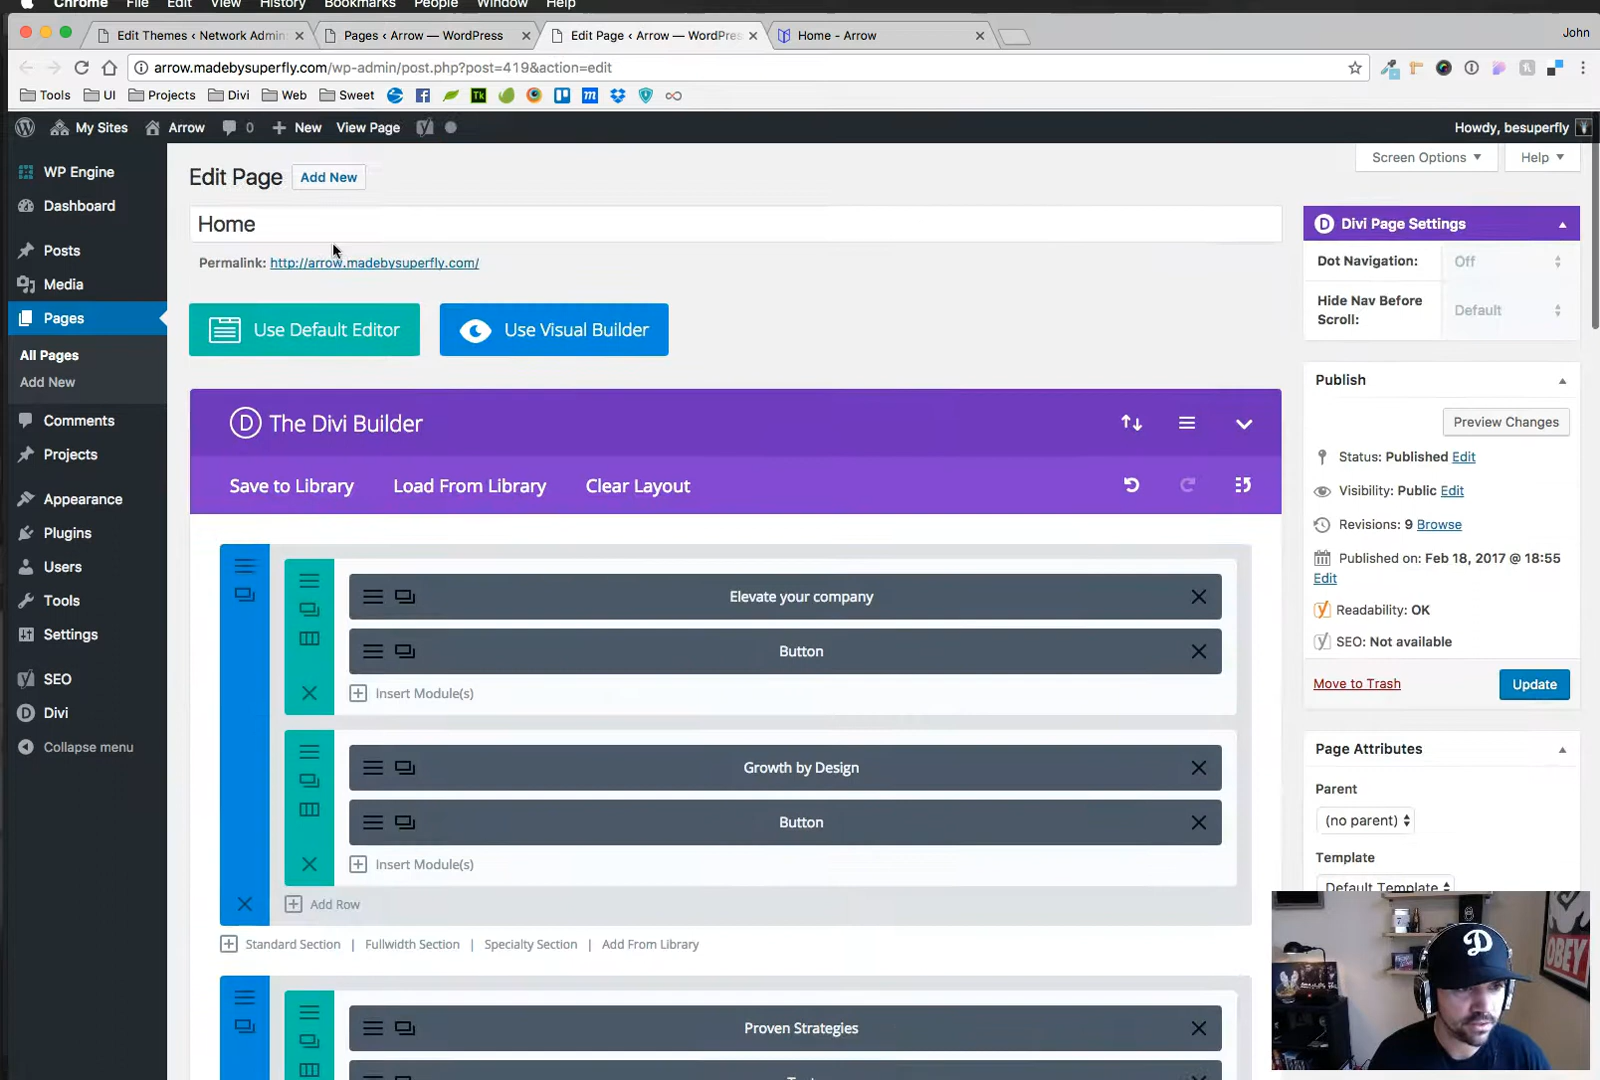 Chrome File Edit View History Bookmarks People Window Help
Edit Themes ‹ Network Admin
Pages ‹ Arrow — WordPress
Edit Page ‹ Arrow — WordPres
Home - Arrow
John
arrow.madebysuperfly.com/wp-admin/post.php?post=419&action=edit
Tools UI Projects Divi Web Sweet
My Sites Arrow 0 New View Page
Howdy, besuperfly
WP Engine
Dashboard
Posts
Media
Pages
All Pages
Add New
Comments
Projects
Appearance
Plugins
Users
Tools
Settings
SEO
Divi
Collapse menu
Screen Options Help
Edit Page Add New
Home
Permalink: http://arrow.madebysuperfly.com/
Use Default Editor
Use Visual Builder
The Divi Builder
Save to Library Load From Library Clear Layout
Elevate your company
Button
Insert Module(s)
Growth by Design
Button
Insert Module(s)
Add Row
Standard Section | Fullwidth Section | Specialty Section | Add From Library
Proven Strategies
Divi Page Settings
Dot Navigation: Off
Hide Nav Before Scroll: Default
Publish
Preview Changes
Status: Published Edit
Visibility: Public Edit
Revisions: 9 Browse
Published on: Feb 18, 2017 @ 18:55
Edit
Readability: OK
SEO: Not available
Move to Trash Update
Page Attributes
Parent
(no parent)
Template
Default Template
OBEY